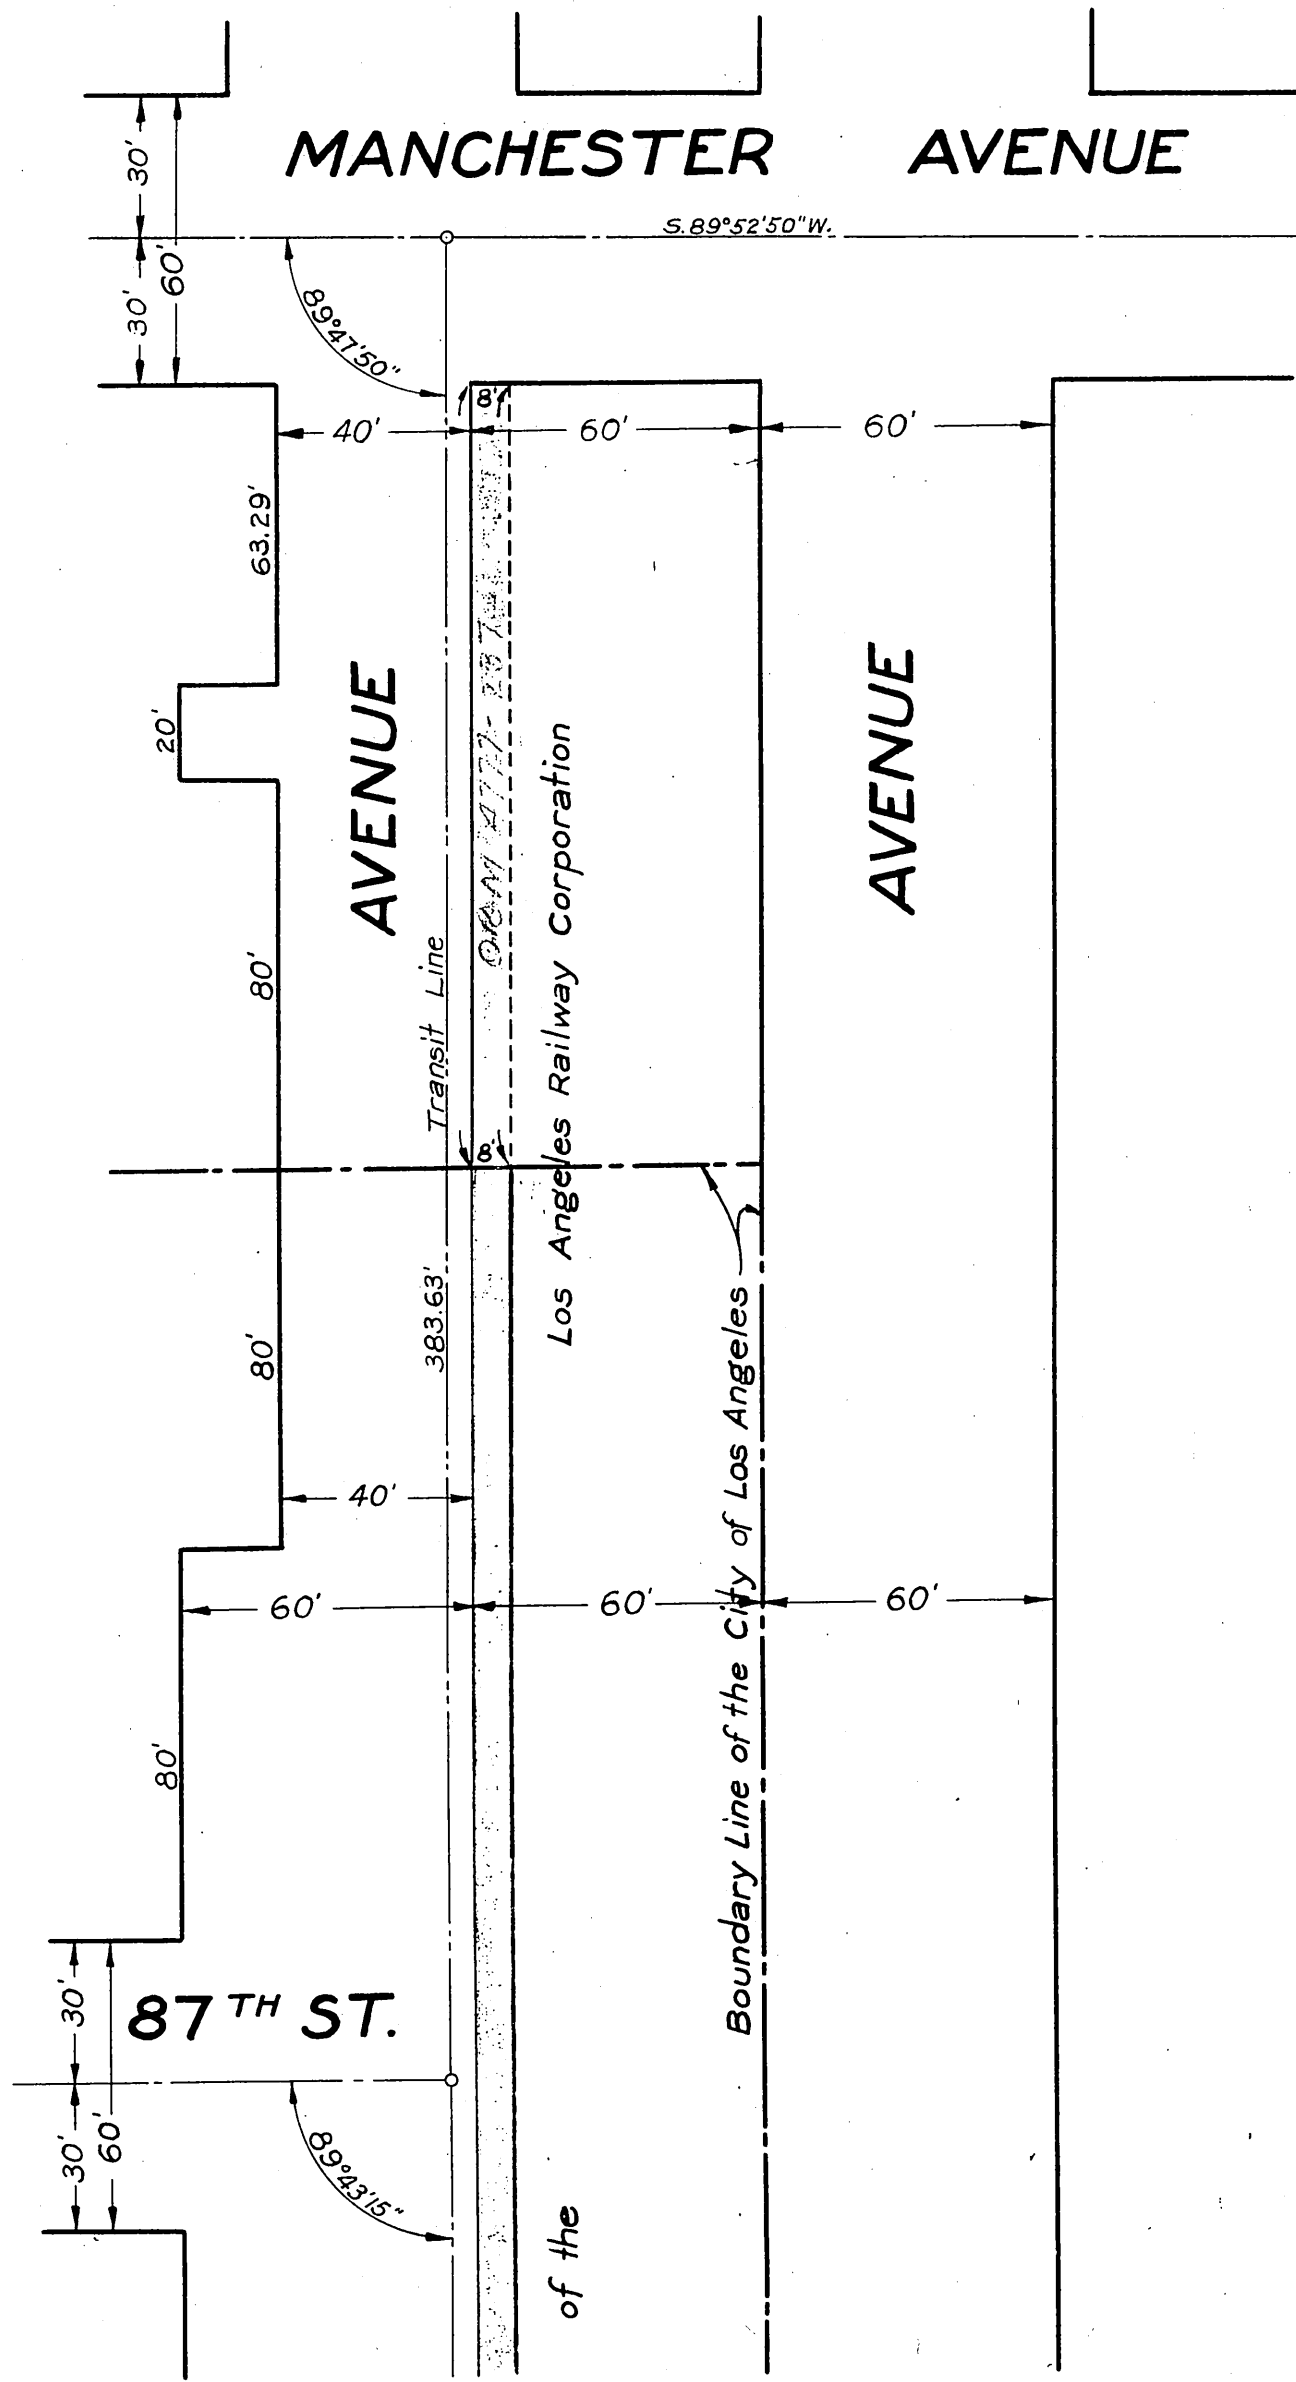 MANCHESTER AVENUE
30'
60'
30'
S.89°52'50"W.
89°47'50"
8'
40'
60'
60'
63.29'
20'
AVENUE
AVENUE
80'
Transit Line
Los Angeles Railway Corporation
8'
383.63'
80'
40'
Boundary Line of the City of Los Angeles
60'
60'
60'
80'
30'
60'
30'
87TH ST.
89°43'15"
of the